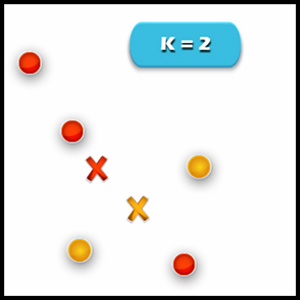 K = 2